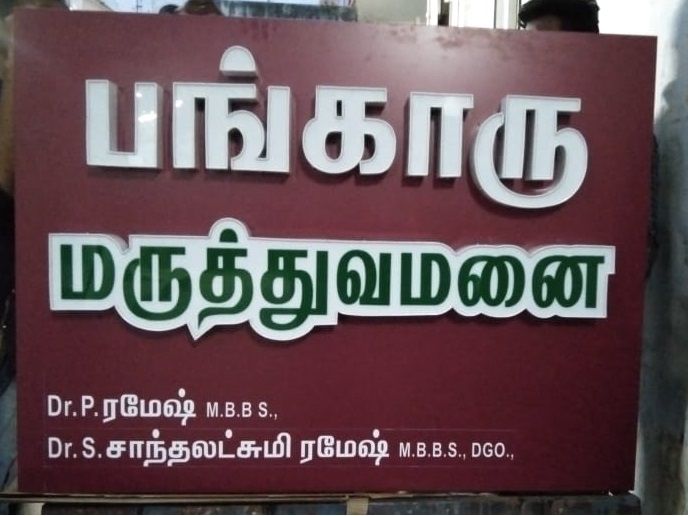 பங்காரு
மருத்துவமனை
Dr.P.ரமேஷ் M.B.B S.,
Dr.S.சாந்தலட்சுமி ரமேஷ் M.B.B.S., DGO.,